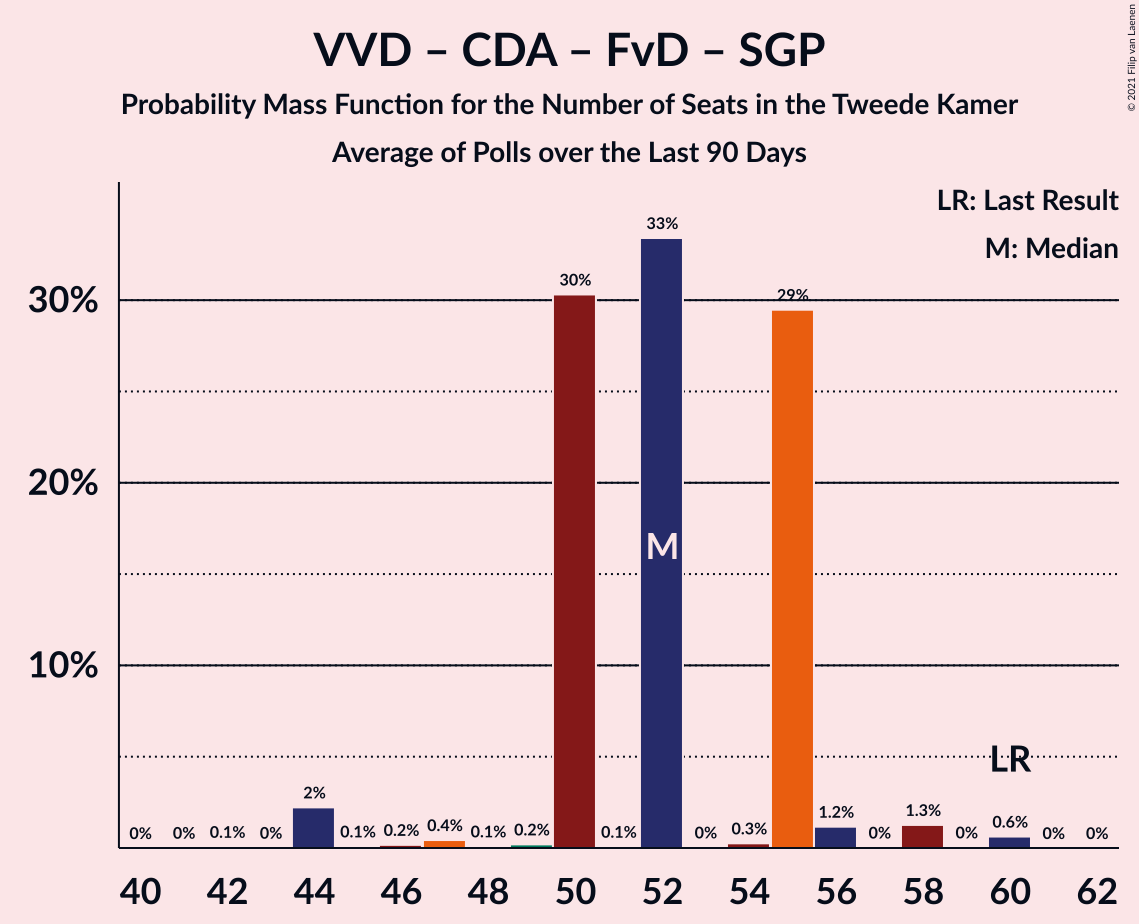 VVD – CDA – FvD – SGP
Probability Mass Function for the Number of Seats in the Tweede Kamer
Average of Polls over the Last 90 Days
© 2021 Filip van Laenen
LR: Last Result
M: Median
30%
20%
10%
0% 0% 0.1% 0% 2% 0.1% 0.2% 0.4% 0.1% 0.2% 30% 0.1% 33% 0% 0.3% 29% 1.2% 0% 1.3% 0% 0.6% 0% 0%
M
LR
40 42 44 46 48 50 52 54 56 58 60 62